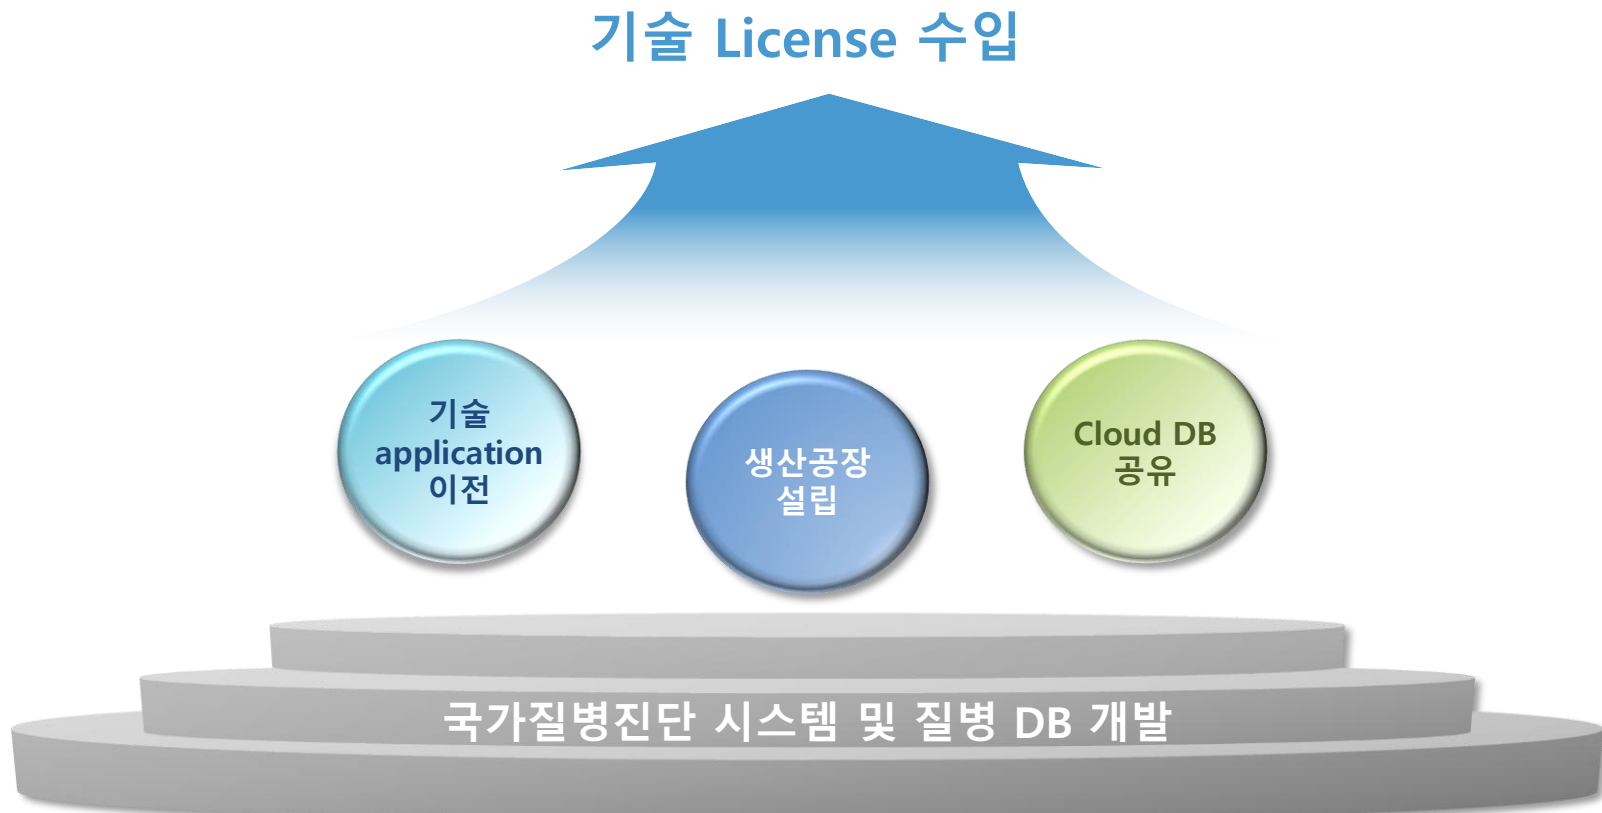 기술 License 수입
기술
application
이전
생산공장
설립
Cloud DB
공유
국가질병진단 시스템 및 질병 DB 개발